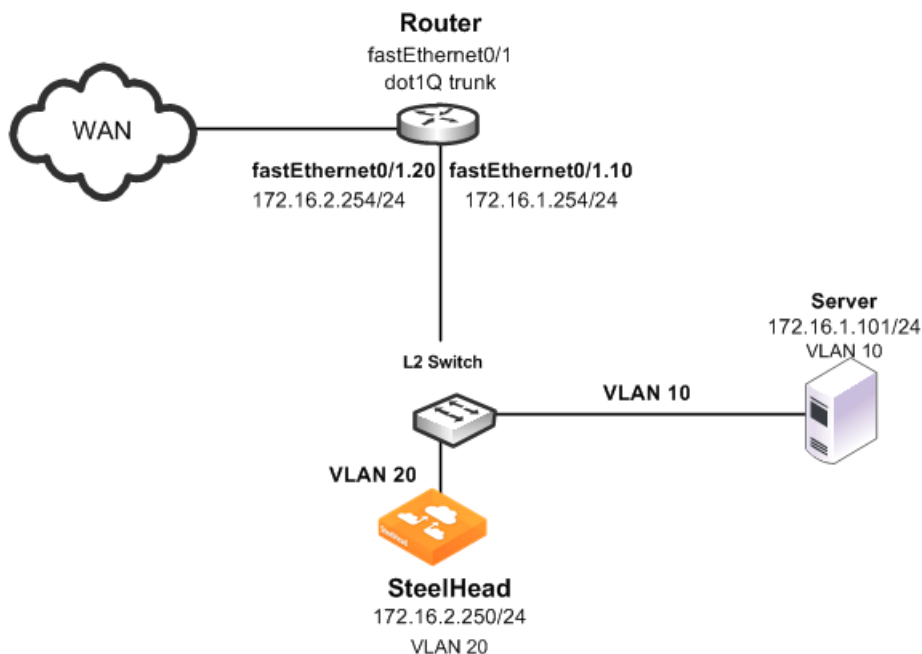 Router
fastEthernet0/1
dot1Q trunk
WAN
fastEthernet0/1.20
172.16.2.254/24
fastEthernet0/1.10
172.16.1.254/24
Server
172.16.1.101/24
VLAN 10
L2 Switch
VLAN 10
VLAN 20
SteelHead
SteelHead
172.16.2.250/24
VLAN 20